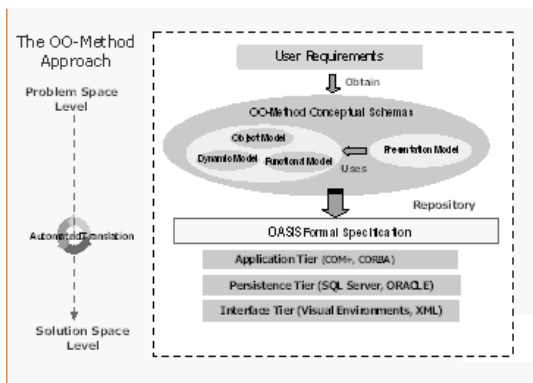 The OO-Method
Approach
Problem Space
Level
Automated Translation
Solution Space
Level
User Requirements
Obtain
OO-Method Conceptual Schemas
Object Model
Dynamic Model
Functional Model
Presentation Model
Uses
Repository
OASIS Formal Specification
Application Tier (COM+, CORBA)
Persistence Tier (SQL Server, ORACLE)
Interface Tier (Visual Environments, XML)